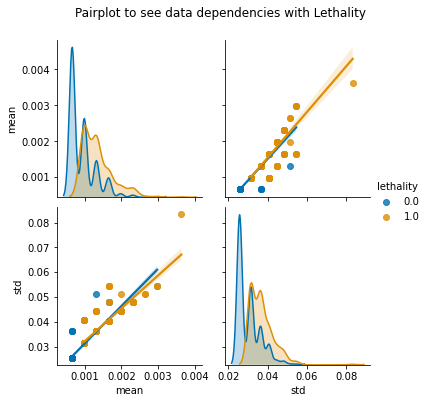 Pairplot to see data dependencies with Lethality
0.004
0.003
0.002
0.001
mean
lethality
0.0
1.0
0.08
0.07
0.06
0.05
0.04
0.03
std
0.001 0.002 0.003 0.004
0.02 0.04 0.06 0.08
mean std